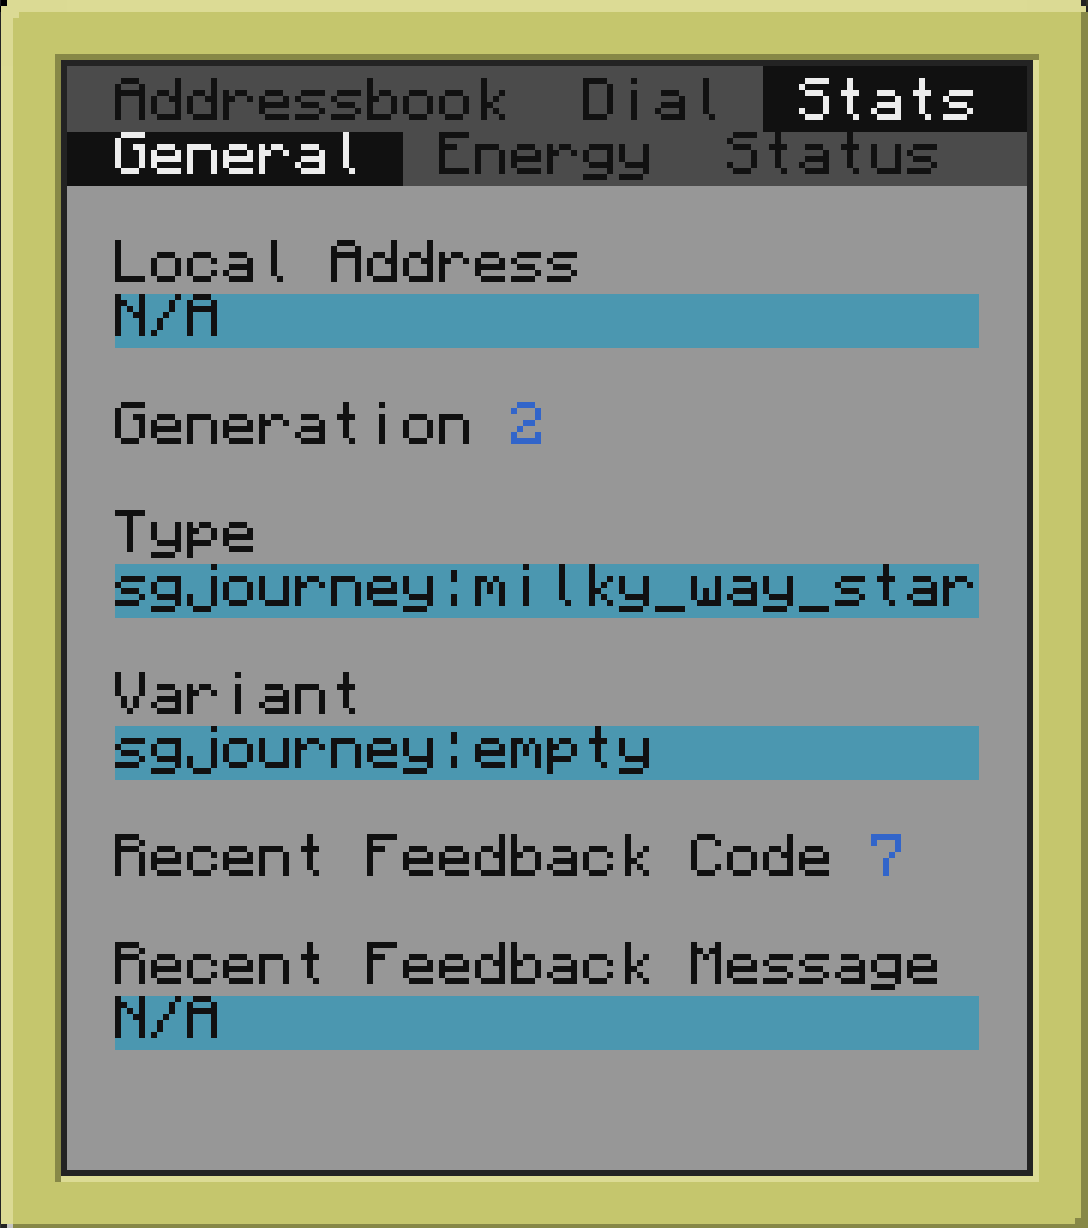 Addressbook Dial Stats
General Energy Status
Local Address
N/A
Generation 2
Type
sgjourney:milky_way_star
Variant
sgjourney:empty
Recent Feedback Code 7
Recent Feedback Message
N/A